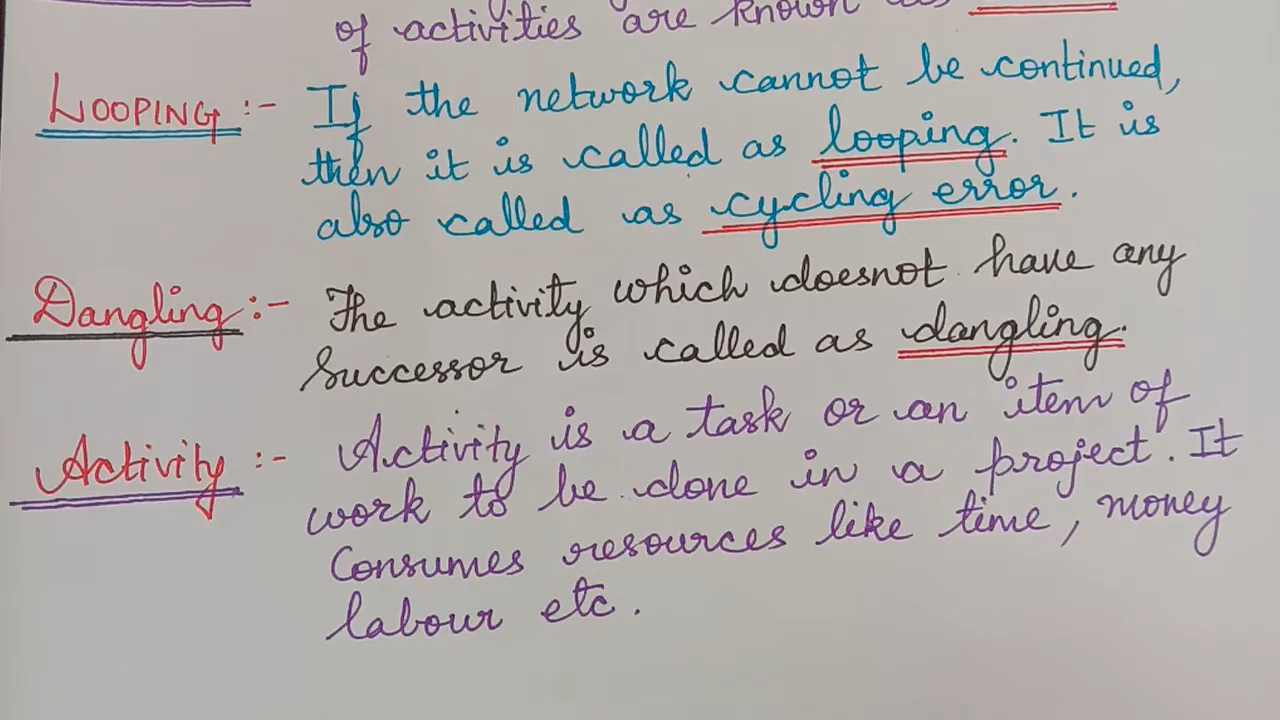 of activities are known as
LOOPING :- If the network cannot be continued,
then it is called as looping. It is
also called as cycling error.
Dangling :- The activity which doesnot have any
Successor is called as dangling.
Activity :- Activity is a task or an item of
work to be done in a project. It
Consumes resources like time, money
labour etc.